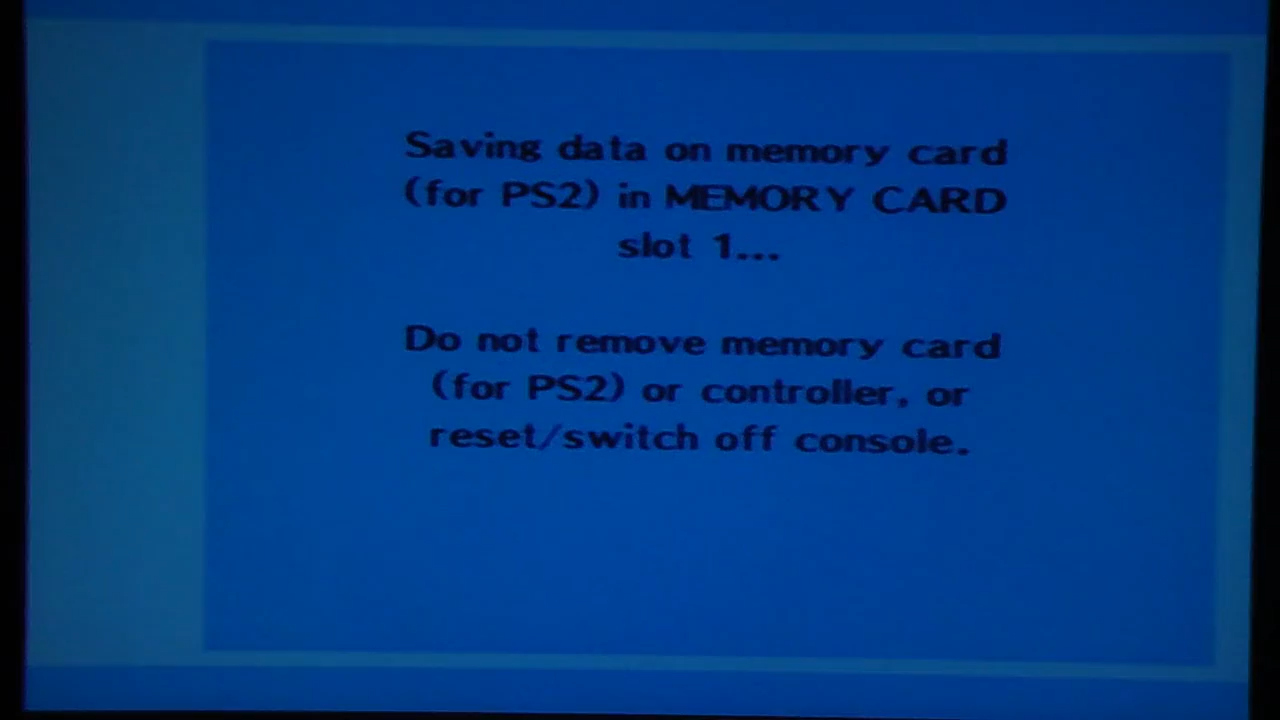 Saving data on memory card
(for PS2) in MEMORY CARD
slot 1...
Do not remove memory card
(for PS2) or controller, or
reset/switch off console.